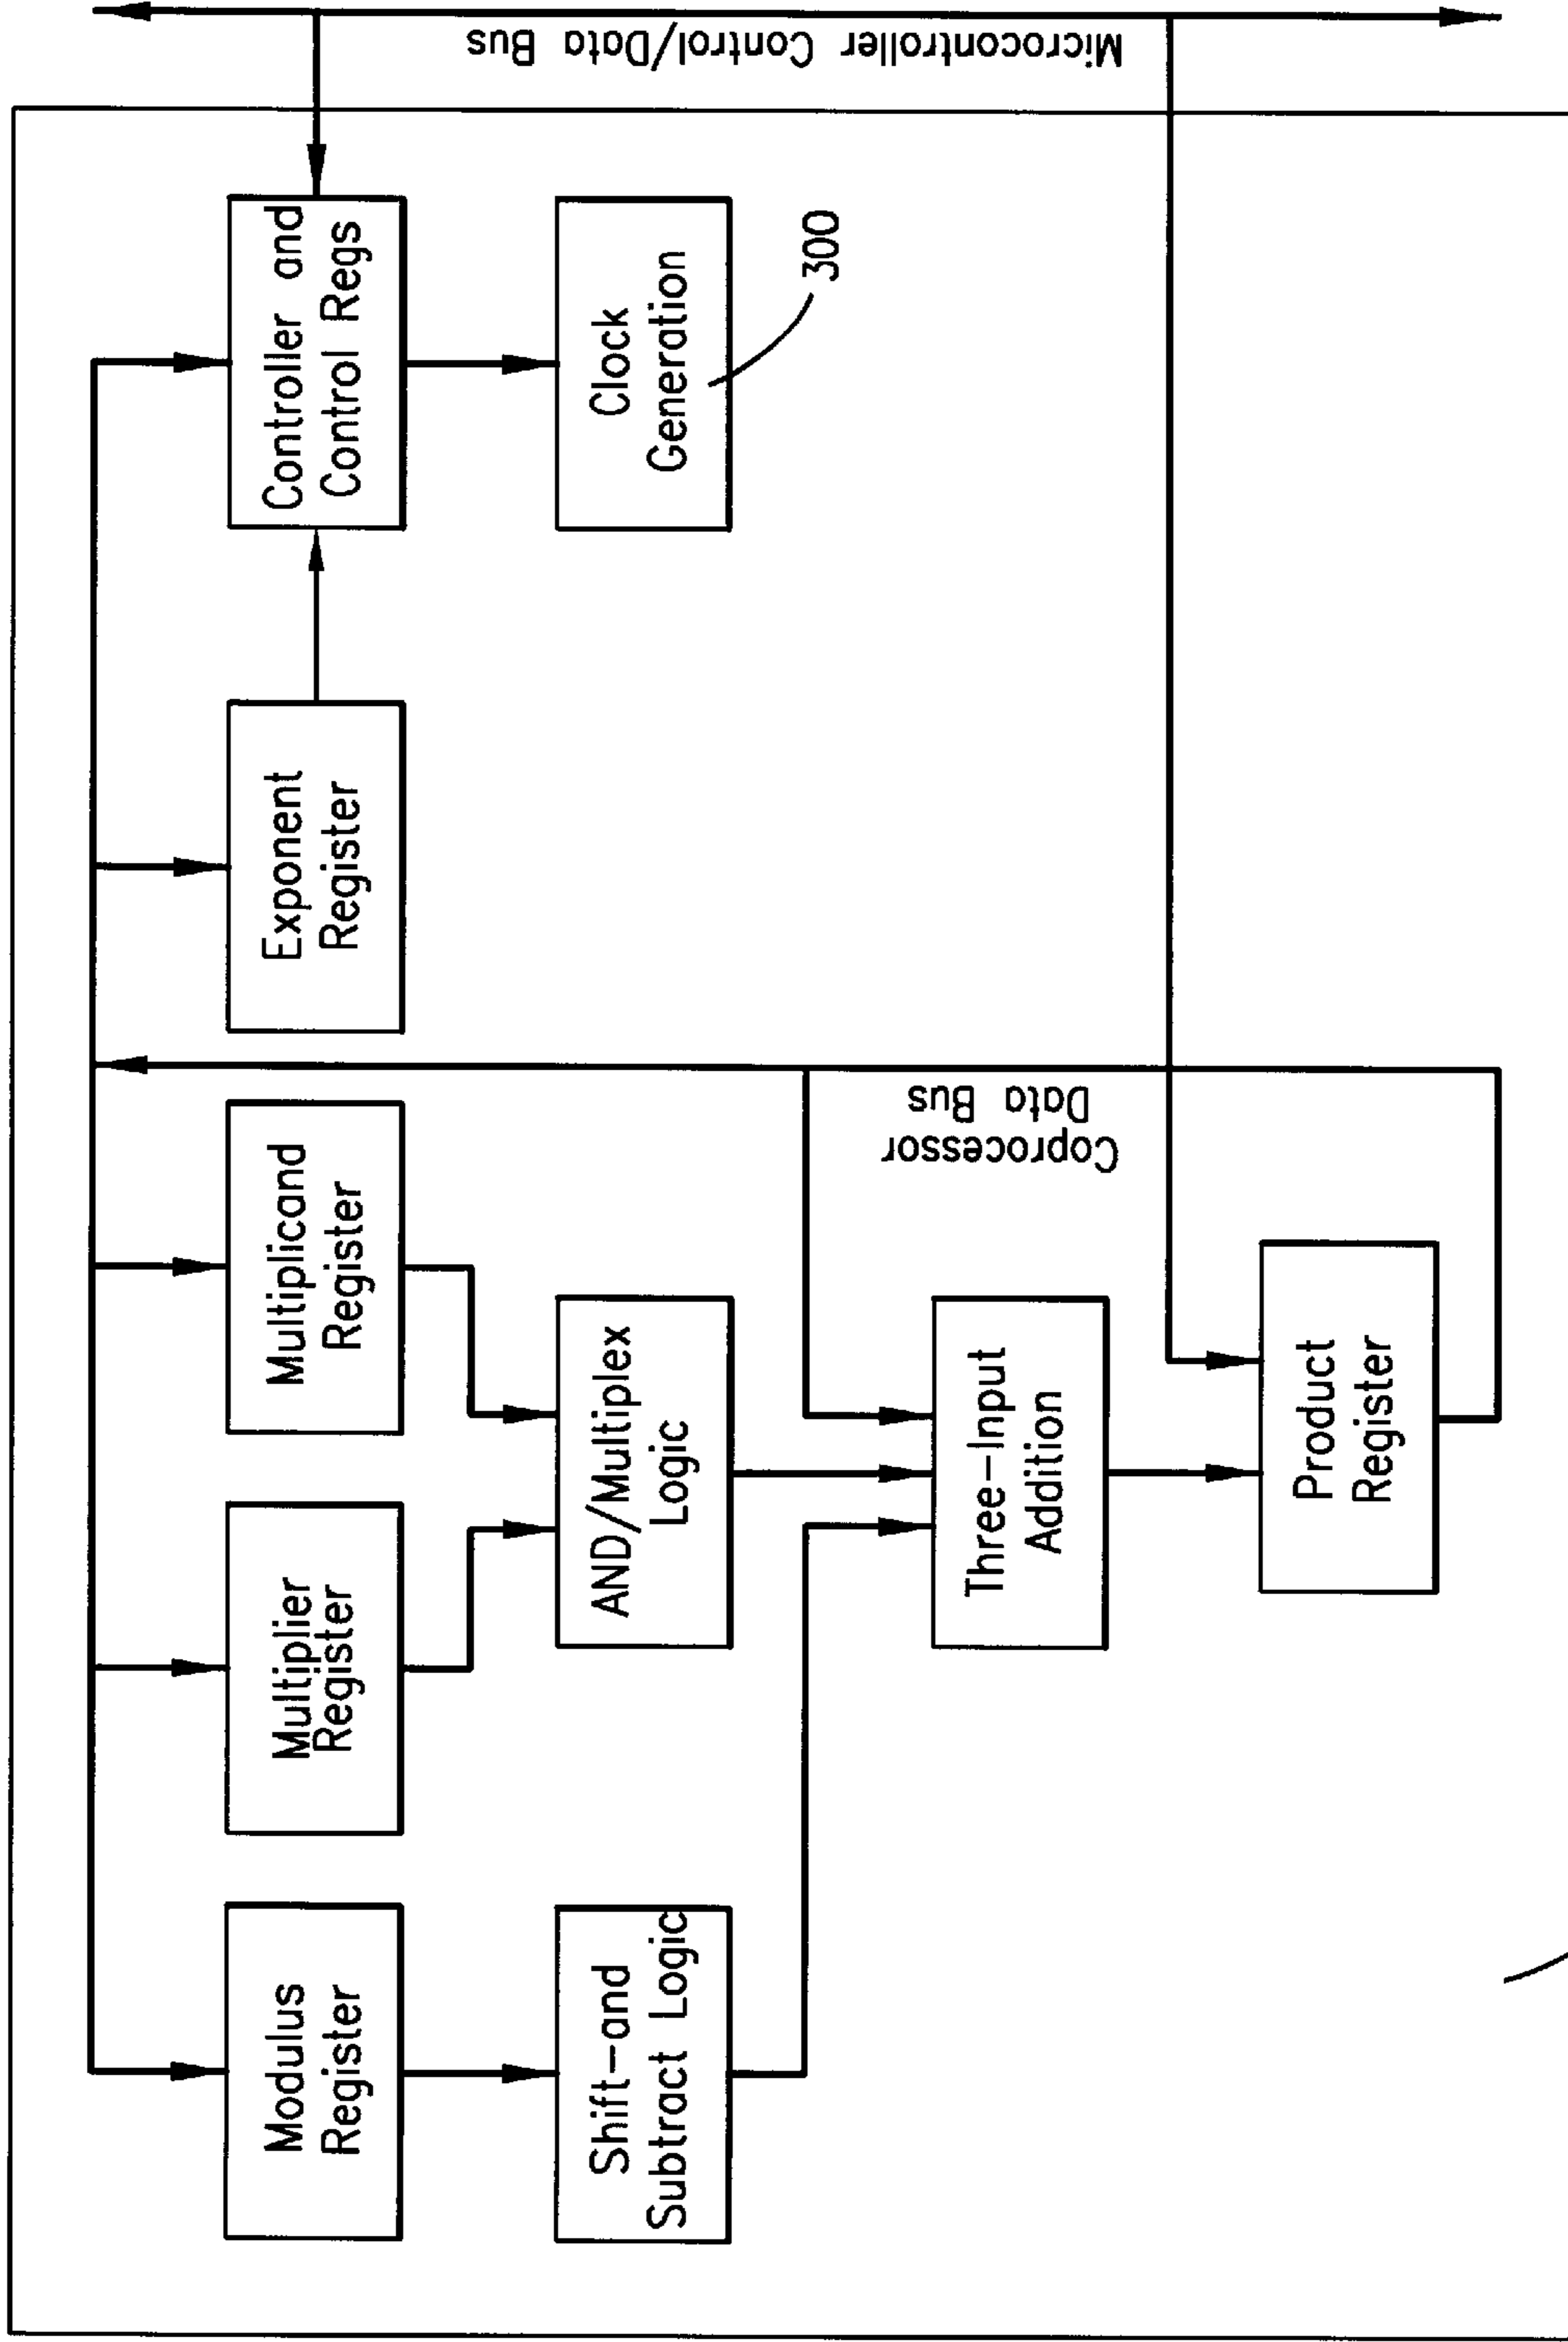 Modulus
Register
Multiplier
Register
Multiplicand
Register
Exponent
Register
Controller and
Control Regs
Shift-and
Subtract Logic
AND/Multiplex
Logic
Clock
Generation
300
Three-Input
Addition
Coprocessor
Data Bus
Product
Register
Microcontroller Control/Data Bus